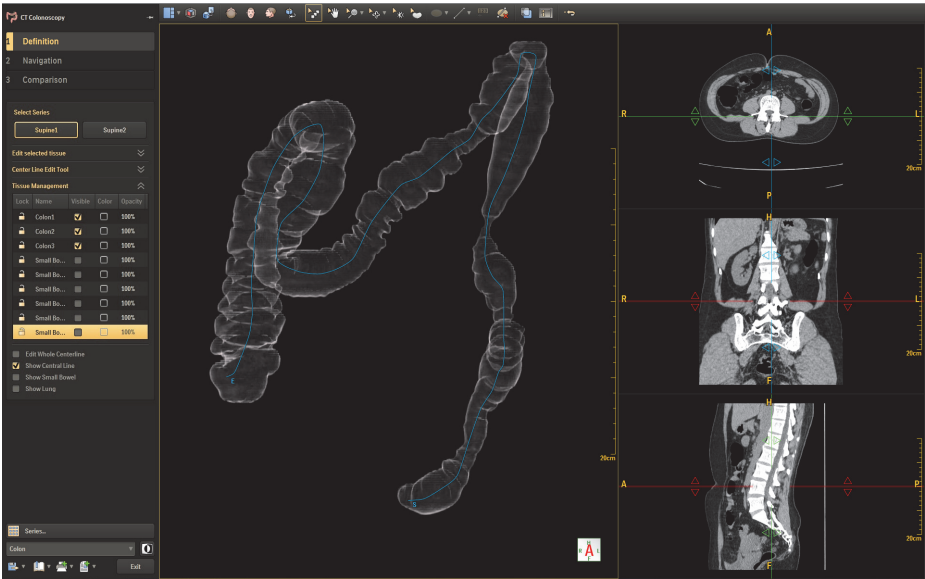 CT Colonoscopy
1 Definition
2 Navigation
3 Comparison
Select Series
Supine1 Supine2
Edit selected tissue
Center Line Edit Tool
Tissue Management
Lock Name Visible Color Opacity
Colon1 100%
Colon2 100%
Colon3 100%
Small Bo... 100%
Small Bo... 100%
Small Bo... 100%
Small Bo... 100%
Small Bo... 100%
Small Bo... 100%
Edit Whole Centerline
Show Central Line
Show Small Bowel
Show Lung
Series...
Colon
Exit
E
S
20cm
H
R A L
F
A
R L
20cm
P
H
R L
20cm
F
H
A P
20cm
F